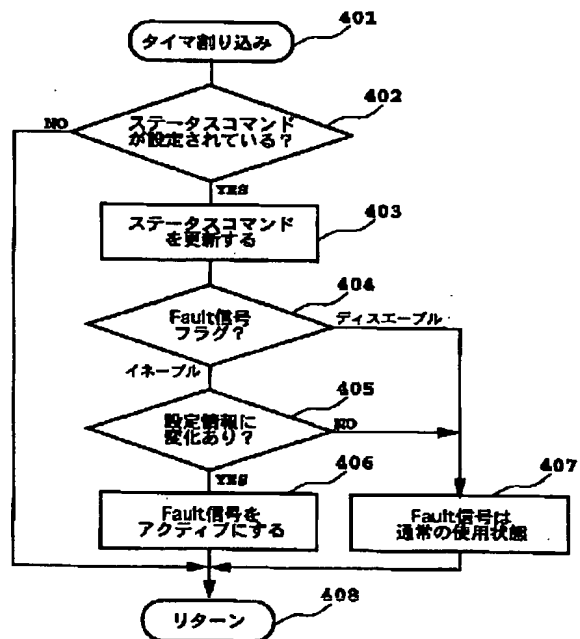 401
タイマ割り込み
402
ステータスコマンド
が設定されている？
NO
YES
403
ステータスコマンド
を更新する
404
Fault信号
フラグ？
ディスエーブル
イネーブル
405
設定情報に
変化あり？
NO
YES
406
Fault信号を
アクティブにする
407
Fault信号は
通常の使用状態
リターン
408